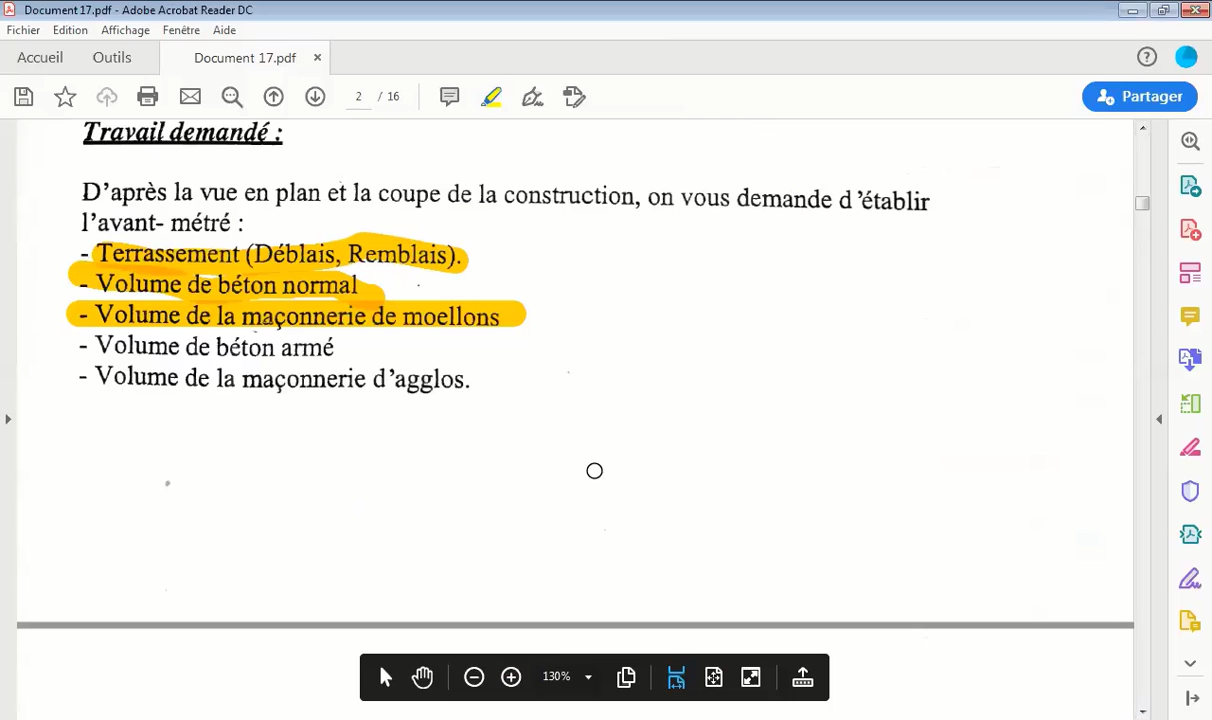 Document 17.pdf - Adobe Acrobat Reader DC
Fichier Edition Affichage Fenêtre Aide
Accueil Outils Document 17.pdf ×
2 / 16 Partager
Travail demandé :
D'après la vue en plan et la coupe de la construction, on vous demande d'établir
l'avant- métré :
- Terrassement (Déblais, Remblais).
- Volume de béton normal
- Volume de la maçonnerie de moellons
- Volume de béton armé
- Volume de la maçonnerie d'agglos.
130%